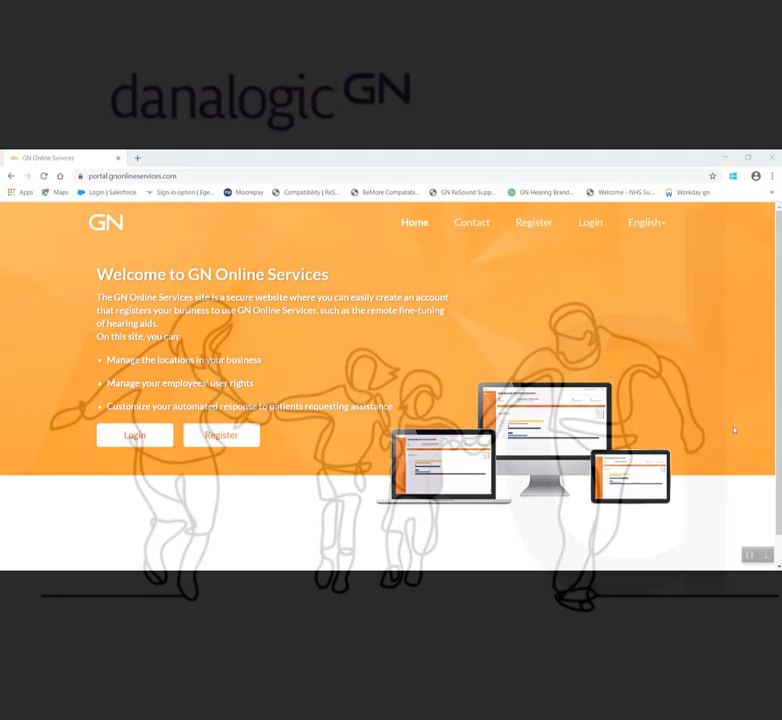 danalogic GN
GN Online Services
portal.gnonlineservices.com
Apps Maps Login | Salesforce Sign in option | Ege... Moorepay Compatibility | ReS... BeMore Compatabi... GN ReSound Supp... GN Hearing Brand... Welcome - NHS Su... Workday gn
GN Home Contact Register Login English
Welcome to GN Online Services
The GN Online Services site is a secure website where you can easily create an account
that registers your business to use GN Online Services, such as the remote fine-tuning
of hearing aids.
On this site, you can:
• Manage the locations in your business
• Manage your employees' user rights
• Customize your automated response to patients requesting assistance
Login Register